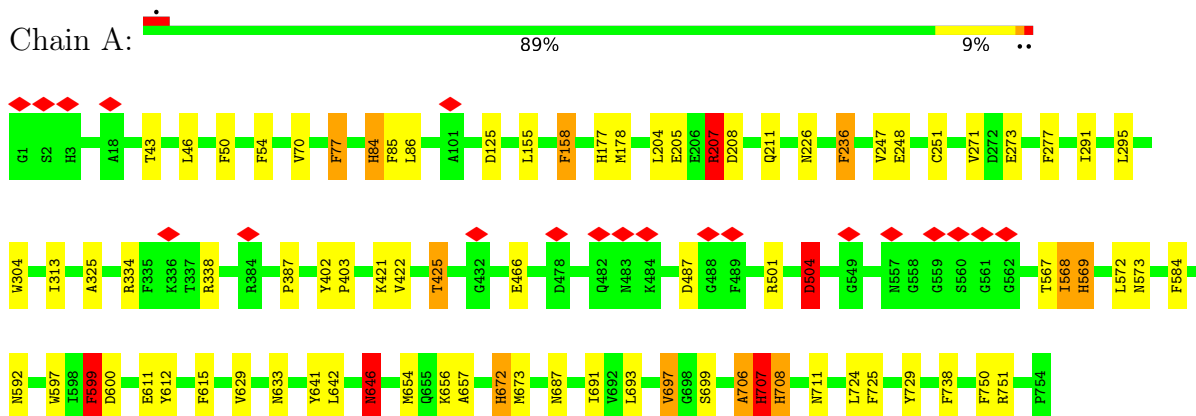 Chain A:
89% 9%
G1 S2 H3 A18 T43 L46 F50 F54 V70 F77 H84 F85 L86 A101 D125 L155 F158 H177 M178 L204 E205 E206 R207 D208 Q211 N226 F236 V247 E248 C251 V271 D272 E273 F277 I291 L295
W304 I313 A325 R334 F335 K336 T337 R338 R384 P387 Y402 P403 K421 V422 T425 G432 E466 D478 Q482 N483 K484 D487 G488 F489 R501 D504 G549 N557 G558 G559 S560 G561 G562 T567 I568 H569 L572 N573 F584
N592 W597 I598 F599 D600 E611 Y612 F615 V629 N633 Y641 L642 N646 M654 Q655 K656 A657 H672 M673 N687 I691 V692 L693 V697 G698 S699 A706 H707 H708 N711 L724 F725 Y729 F738 F750 R751 P754